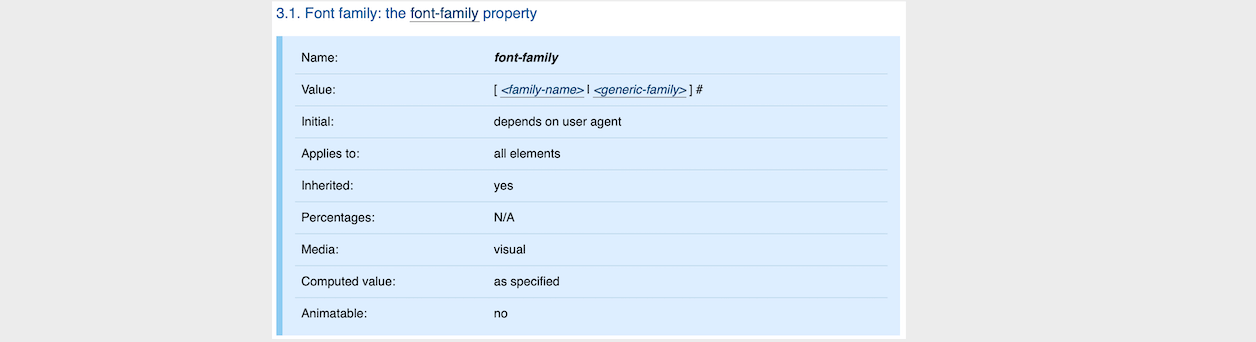 3.1. Font family: the font-family property
Name: font-family
Value: [ <family-name> | <generic-family> ] #
Initial: depends on user agent
Applies to: all elements
Inherited: yes
Percentages: N/A
Media: visual
Computed value: as specified
Animatable: no